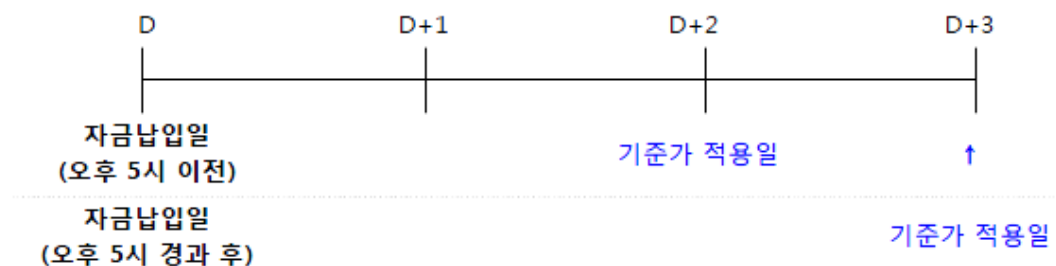 D D+1 D+2 D+3
자금납입일
(오후 5시 이전)
기준가 적용일 ↑
자금납입일
(오후 5시 경과 후)
기준가 적용일